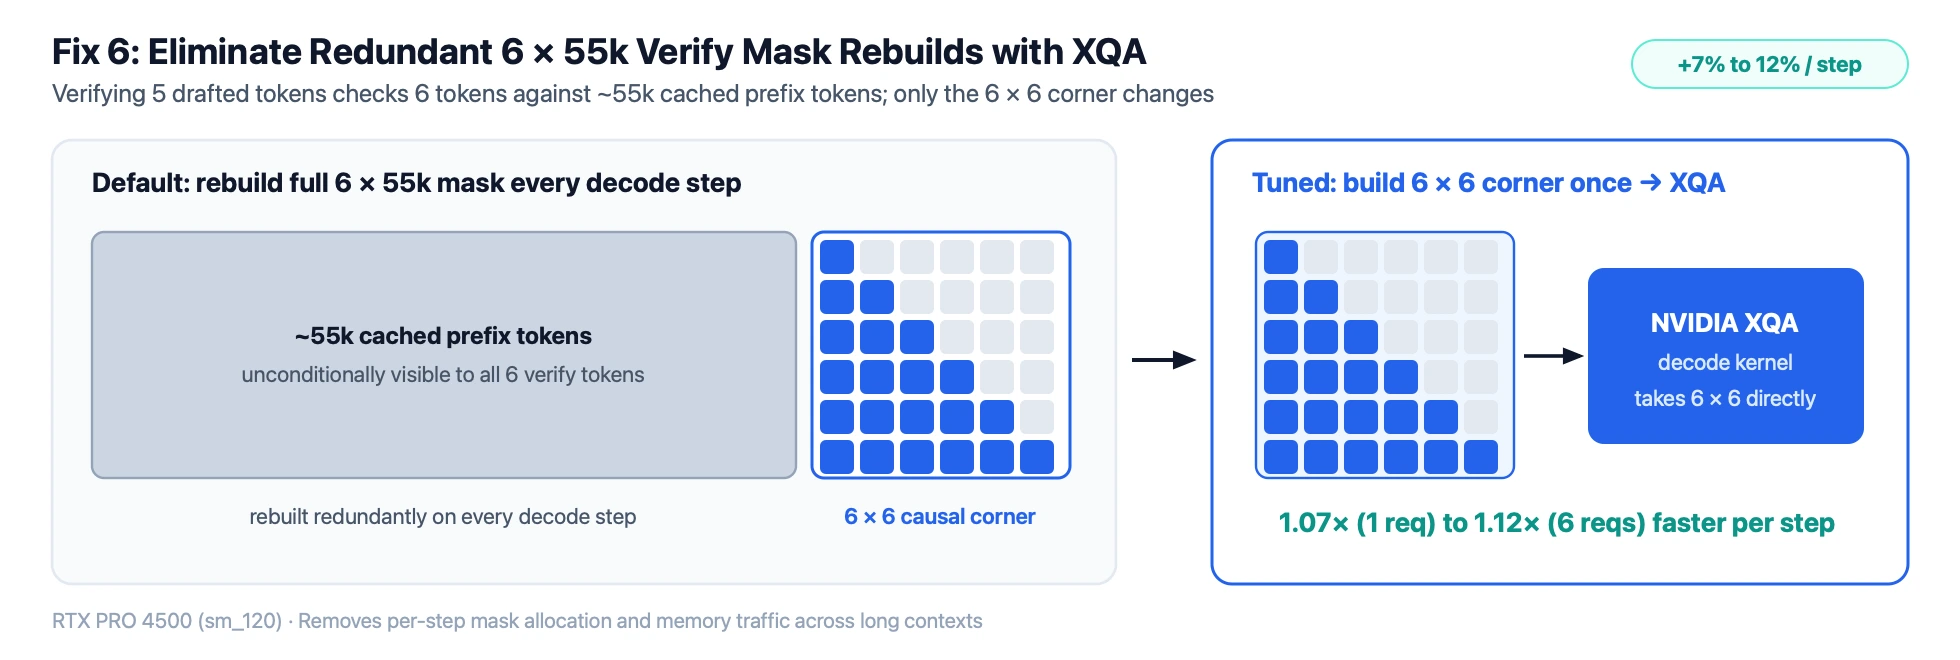 Fix 6: Eliminate Redundant 6 × 55k Verify Mask Rebuilds with XQA
+7% to 12% / step
Verifying 5 drafted tokens checks 6 tokens against ~55k cached prefix tokens; only the 6 × 6 corner changes
Default: rebuild full 6 × 55k mask every decode step
~55k cached prefix tokens
unconditionally visible to all 6 verify tokens
rebuilt redundantly on every decode step
6 × 6 causal corner
Tuned: build 6 × 6 corner once → XQA
NVIDIA XQA
decode kernel
takes 6 × 6 directly
1.07× (1 req) to 1.12× (6 reqs) faster per step
RTX PRO 4500 (sm_120) · Removes per-step mask allocation and memory traffic across long contexts